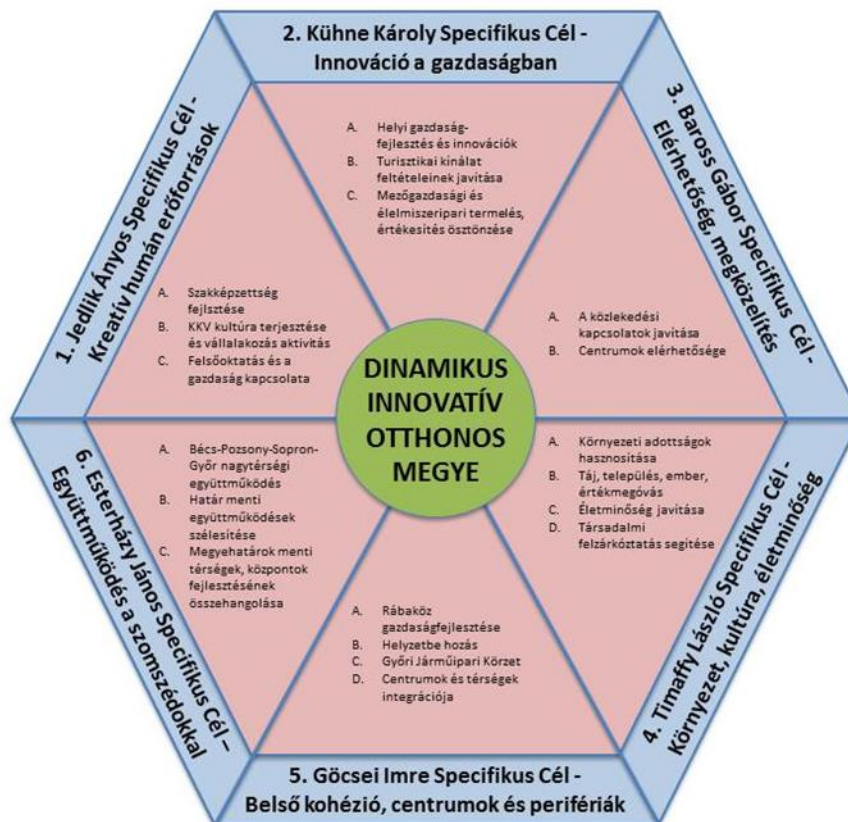 2. Kühne Károly Specifikus Cél -
Innováció a gazdaságban
A. Helyi gazdaság-
fejlesztés és innovációk
B. Turisztikai kínálat
feltételeinek javítása
C. Mezőgazdasági és
élelmiszeripari termelés,
értékesítés ösztönzése
3. Baross Gábor Specifikus Cél -
Elérhetőség, megközelítés
A. A közlekedési
kapcsolatok javítása
B. Centrumok elérhetősége
1. Jedlik Ányos Specifikus Cél -
Kreatív humán erőforrások
A. Szakképzettség
fejlsztése
B. KKV kultúra terjesztése
és vállalakozás aktivitás
C. Felsőoktatás és a
gazdaság kapcsolata
DINAMIKUS
INNOVATÍV
OTTHONOS
MEGYE
6. Esterházy János Specifikus Cél –
Együttműködés a szomszédokkal
A. Bécs-Pozsony-Sopron-
Győr nagytérségi
együttműködés
B. Határ menti
együttműködések
szélesítése
C. Megyehatárok menti
térségek, központok
fejlesztésének
összehangolása
A. Környezeti adottságok
hasznosítása
B. Táj, település, ember,
értékmegóvás
C. Életminőség javítása
D. Társadalmi
felzárkóztatás segítése
4. Timaffy László Specifikus Cél -
Környezet, kultúra, életminőség
A. Rábaköz
gazdaságfejlesztése
B. Helyzetbe hozás
C. Győri Járműipari Körzet
D. Centrumok és térségek
integrációja
5. Göcsei Imre Specifikus Cél -
Belső kohézió, centrumok és perifériák